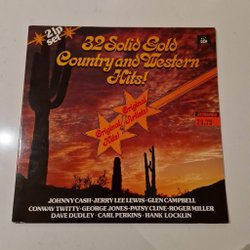 2 lp
SET
32 Solid Gold
Country and Western
Hits!
Original
Artists!
Original
Hits!
JOHNNY CASH·JERRY LEE LEWIS·GLEN CAMPBELL
CONWAY TWITTY·GEORGE JONES·PATSY CLINE·ROGER MILLER
DAVE DUDLEY·CARL PERKINS·HANK LOCKLIN